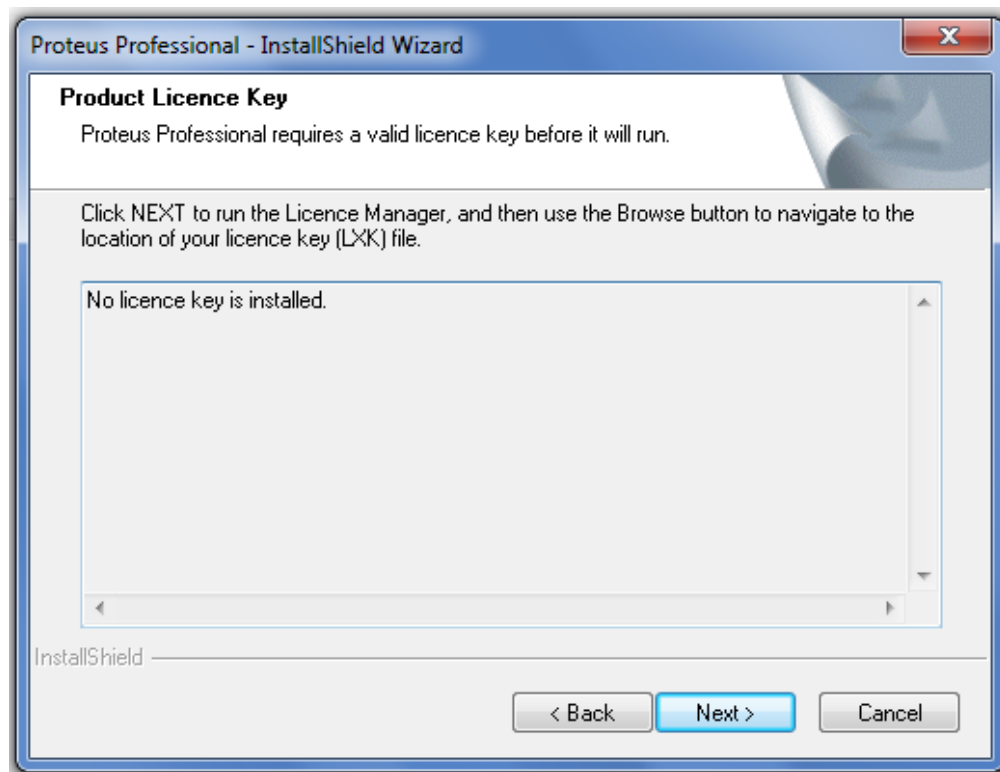 Proteus Professional - InstallShield Wizard
Product Licence Key
Proteus Professional requires a valid licence key before it will run.
Click NEXT to run the Licence Manager, and then use the Browse button to navigate to the
location of your licence key (LXK) file.
No licence key is installed.
InstallShield
< Back Next > Cancel